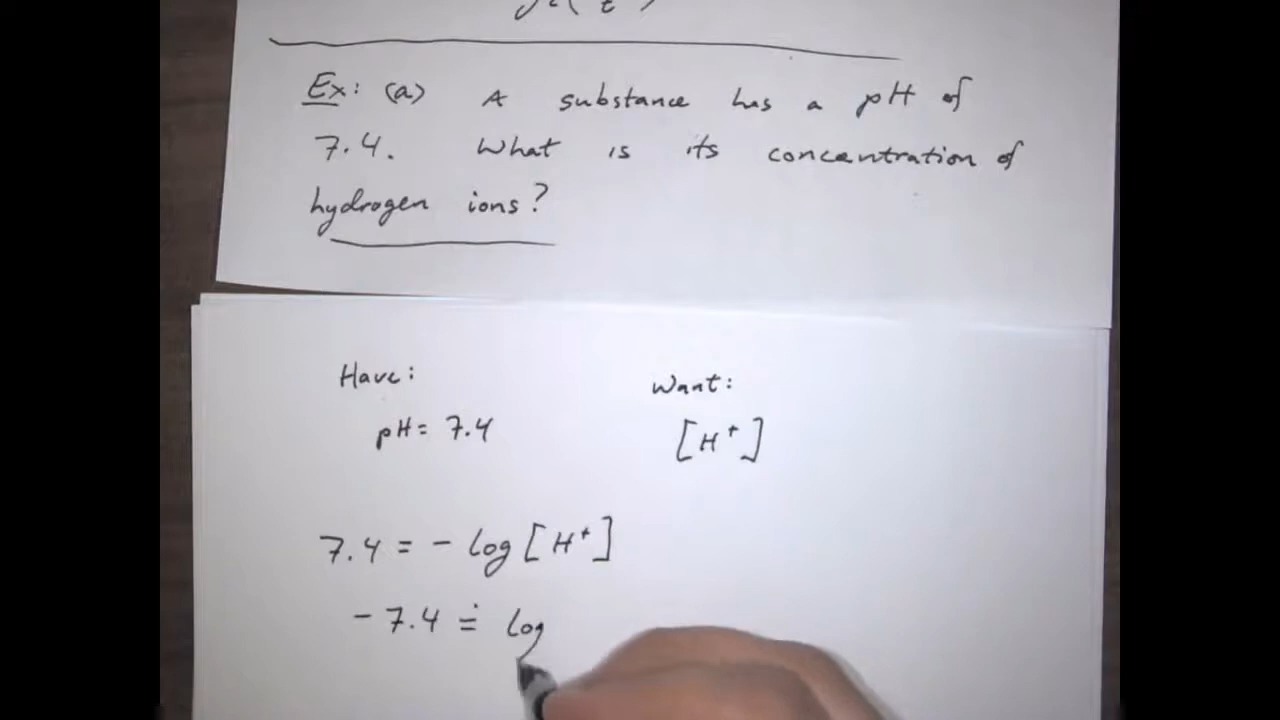 Ex: (a) A substance has a pH of
7.4. What is its concentration of
hydrogen ions?
Have: Want:
pH = 7.4 [H⁺]
7.4 = - log [H⁺]
- 7.4 = log